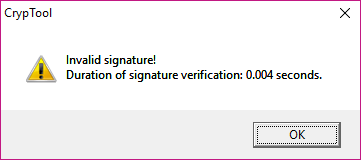 CrypTool
Invalid signature!
Duration of signature verification: 0.004 seconds.
OK